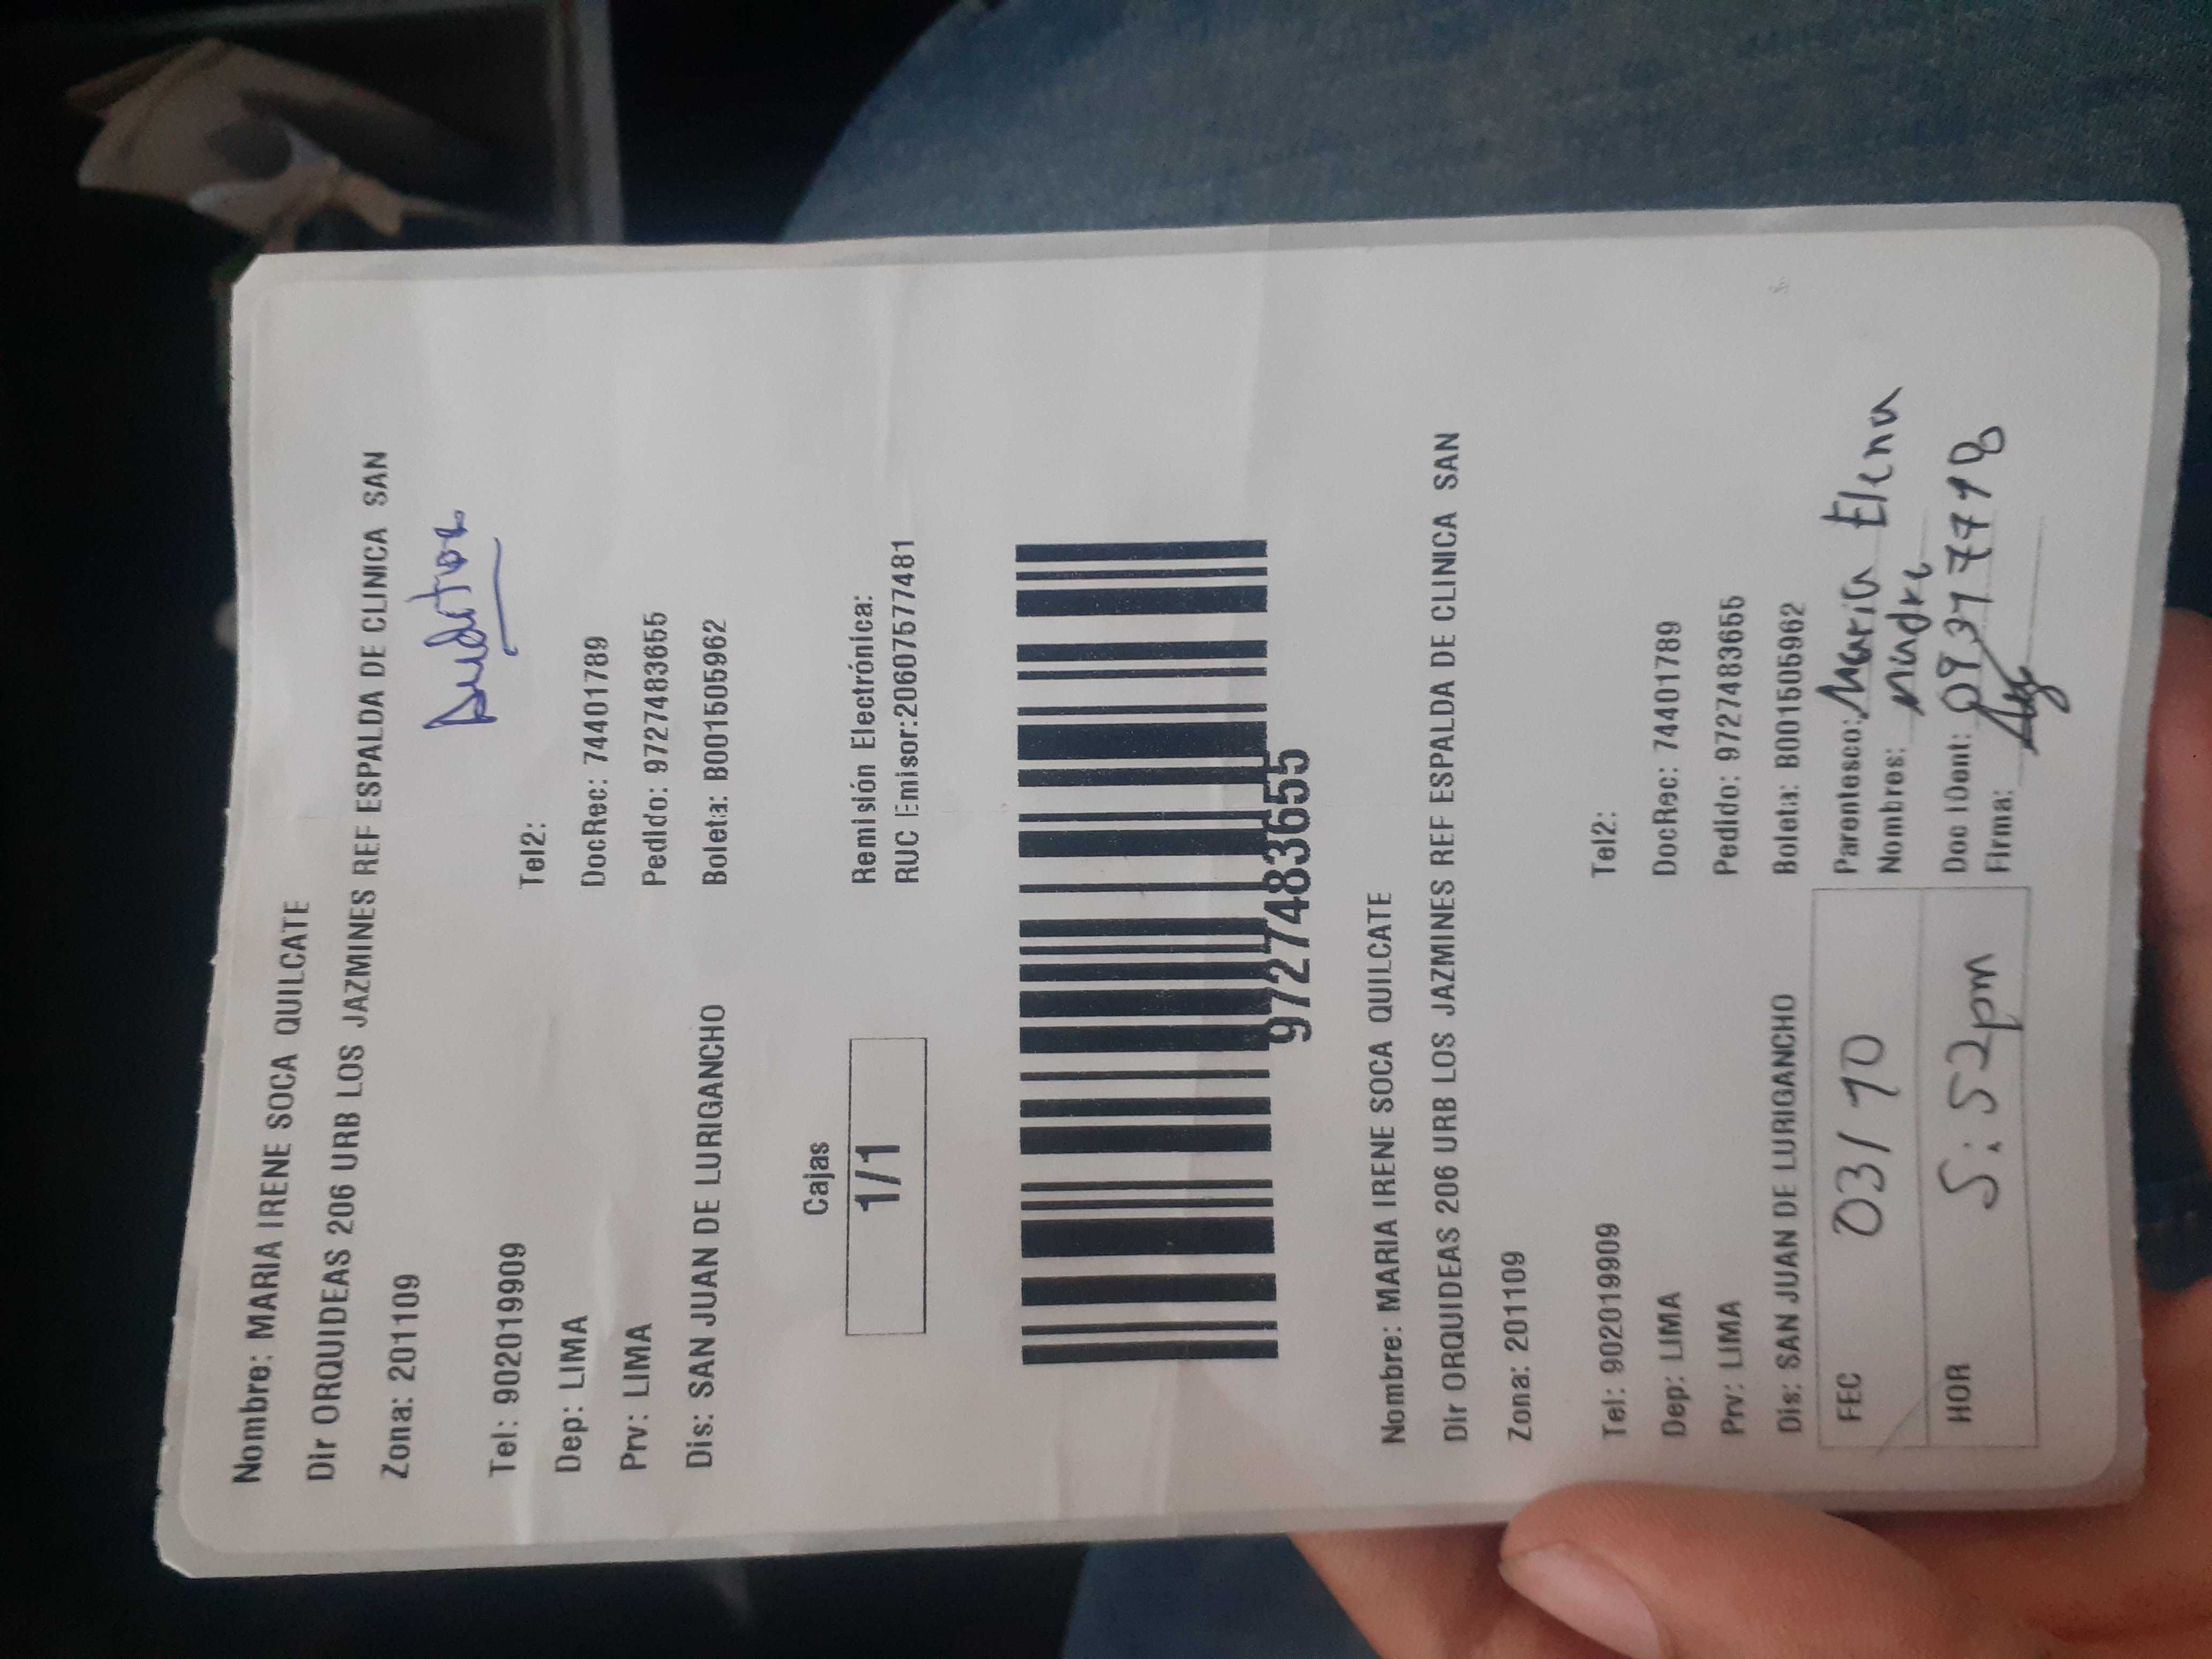 Nombre: MARIA IRENE SOCA QUILCATE
Dir ORQUIDEAS 206 URB LOS JAZMINES REF ESPALDA DE CLINICA SAN
Zona: 201109
Tel: 902019909 Tel2:
Dep: LIMA DocRec: 74401789
Prv: LIMA Pedido: 9727483655
Dis: SAN JUAN DE LURIGANCHO Boleta: B001505962
Cajas
1/1
Remisión Electrónica:
RUC Emisor:20607577481
9727483655
Nombre: MARIA IRENE SOCA QUILCATE
Dir ORQUIDEAS 206 URB LOS JAZMINES REF ESPALDA DE CLINICA SAN
Zona: 201109
Tel: 902019909 Tel2:
Dep: LIMA DocRec: 74401789
Prv: LIMA Pedido: 9727483655
Dis: SAN JUAN DE LURIGANCHO Boleta: B001505962
FEC 03/10 Parentesco: Maria Elena
Nombres: madre
HOR 5:52pm Doc IDent:
Firma: